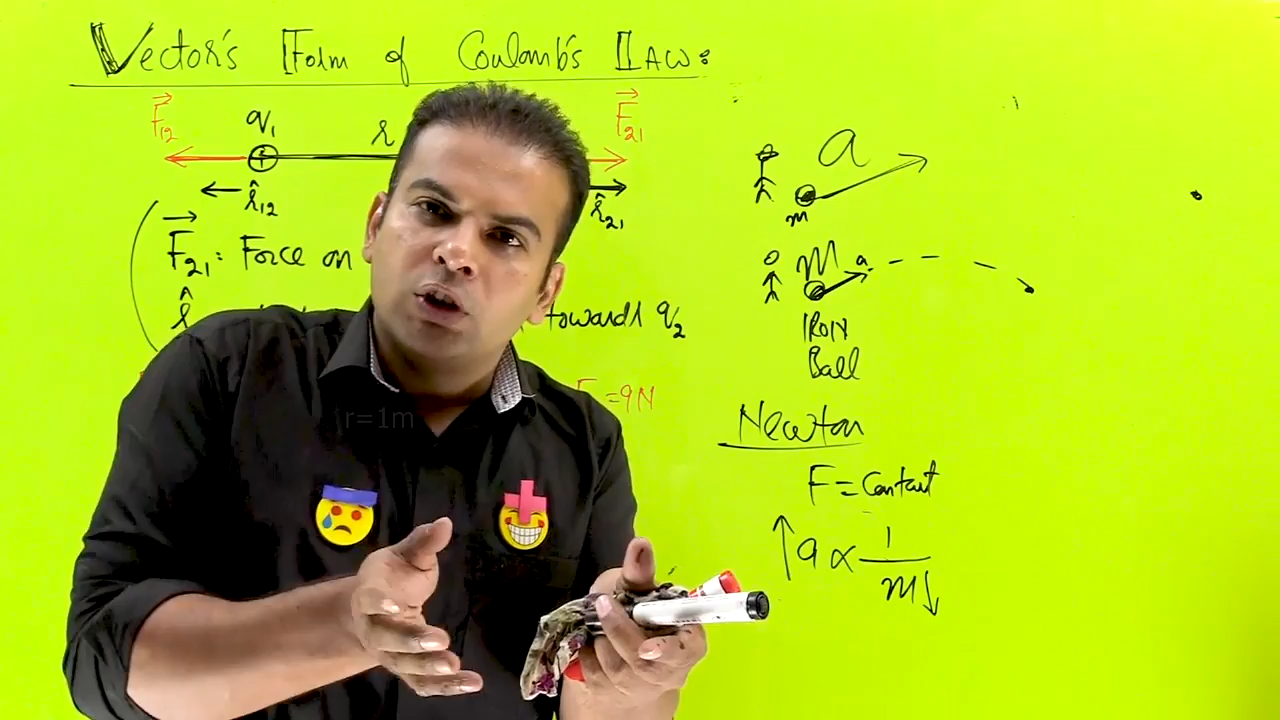 Vector's Form of Coulomb's LAW:
F₁₂ q₁ r F₂₁
r̂₁₂ r̂₂₁
F₂₁: Force on
r̂ towards q₂
r=1m
F=9N
a
m
M a
IRON
Ball
Newton
F = Constant
↑a ∝ 1/m↓